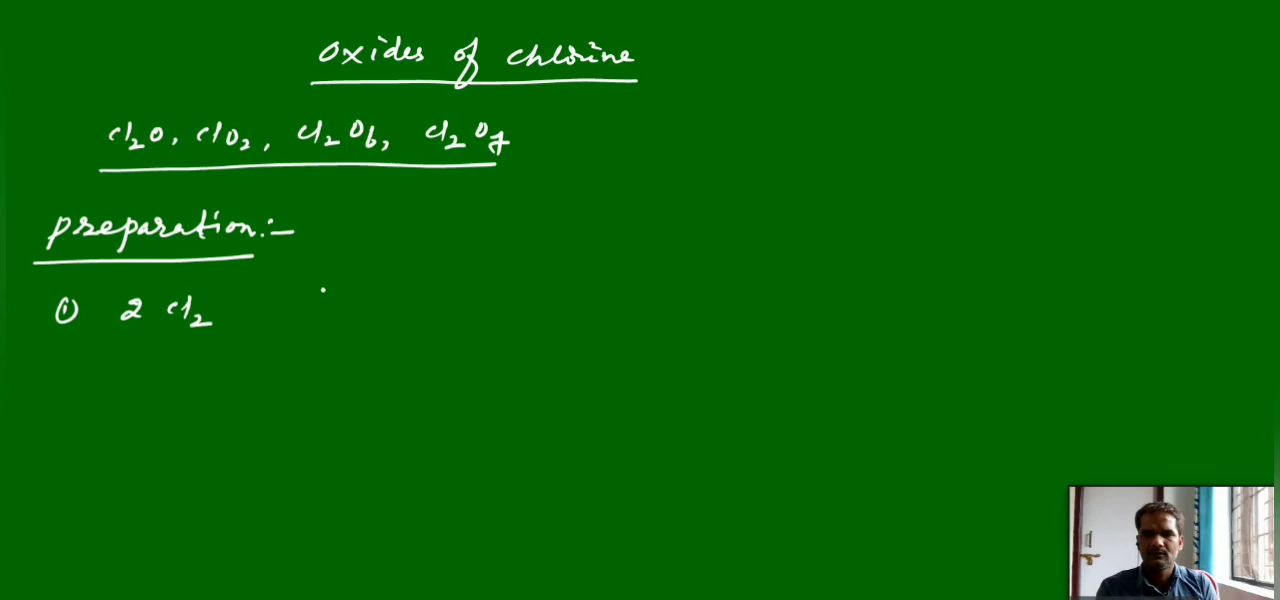 Oxides of chlorine
Cl₂O, ClO₂, Cl₂O₆, Cl₂O₇
preparation:-
① 2 Cl₂